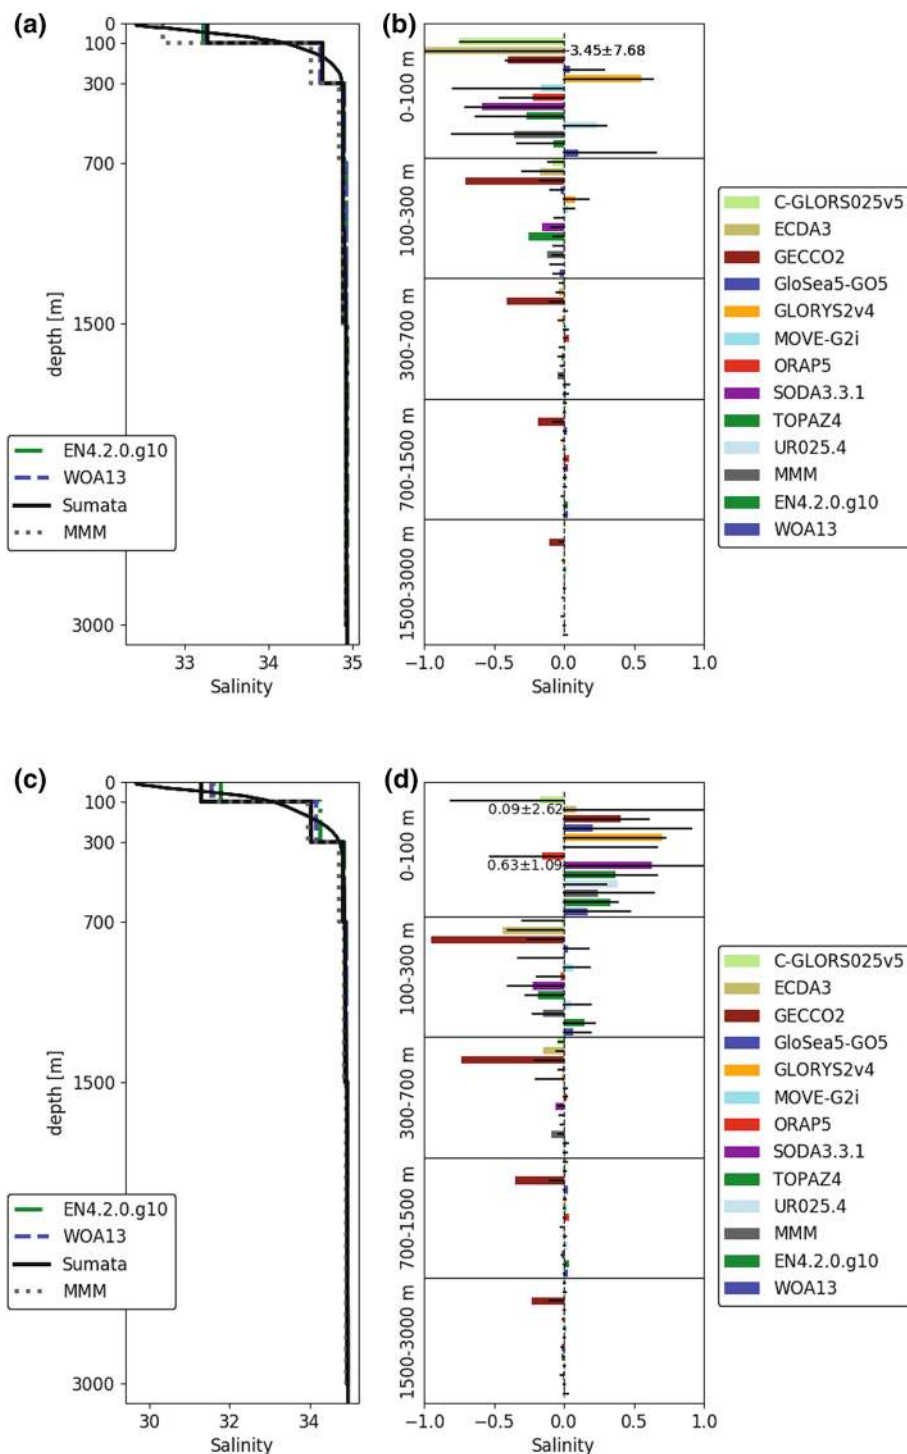 (a)
0
100
300
700
1500
3000
depth [m]
EN4.2.0.g10
WOA13
Sumata
MMM
33
34
35
Salinity
(b)
-3.45±7.68
0-100 m
100-300 m
300-700 m
700-1500 m
1500-3000 m
−1.0
−0.5
0.0
0.5
1.0
Salinity
C-GLORS025v5
ECDA3
GECCO2
GloSea5-GO5
GLORYS2v4
MOVE-G2i
ORAP5
SODA3.3.1
TOPAZ4
UR025.4
MMM
EN4.2.0.g10
WOA13
(c)
0
100
300
700
1500
3000
depth [m]
EN4.2.0.g10
WOA13
Sumata
MMM
30
32
34
Salinity
(d)
0.09±2.62
0.63±1.09
0-100 m
100-300 m
300-700 m
700-1500 m
1500-3000 m
−1.0
−0.5
0.0
0.5
1.0
Salinity
C-GLORS025v5
ECDA3
GECCO2
GloSea5-GO5
GLORYS2v4
MOVE-G2i
ORAP5
SODA3.3.1
TOPAZ4
UR025.4
MMM
EN4.2.0.g10
WOA13